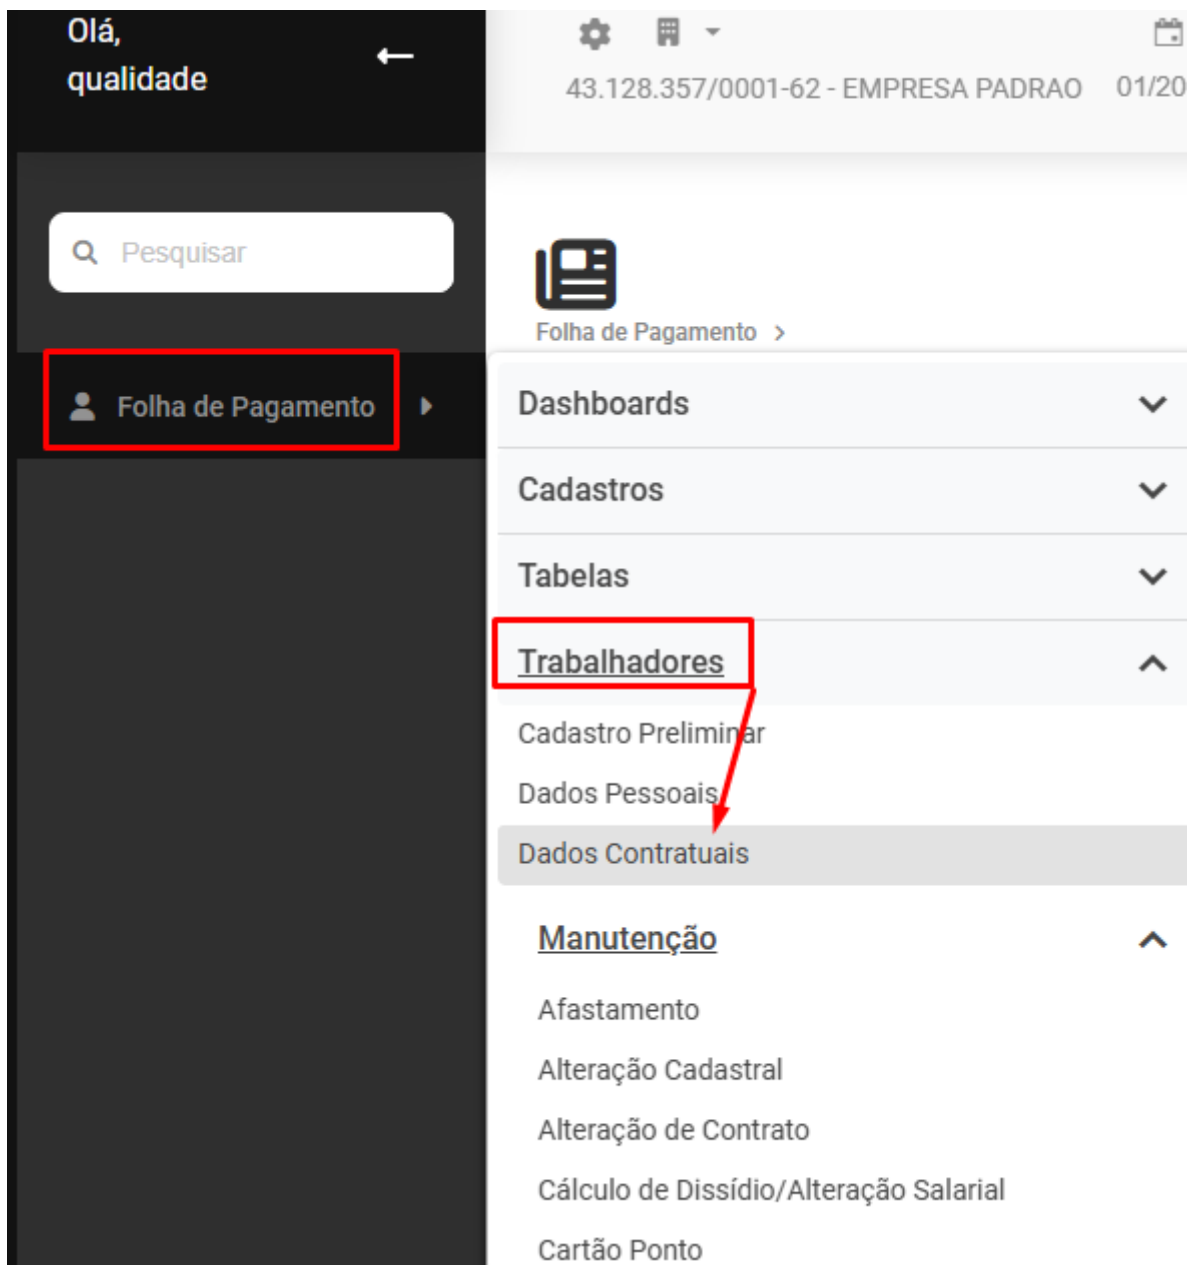 Olá,
qualidade
43.128.357/0001-62 - EMPRESA PADRAO 01/20
Pesquisar
Folha de Pagamento >
Folha de Pagamento
Dashboards
Cadastros
Tabelas
Trabalhadores
Cadastro Preliminar
Dados Pessoais
Dados Contratuais
Manutenção
Afastamento
Alteração Cadastral
Alteração de Contrato
Cálculo de Dissídio/Alteração Salarial
Cartão Ponto